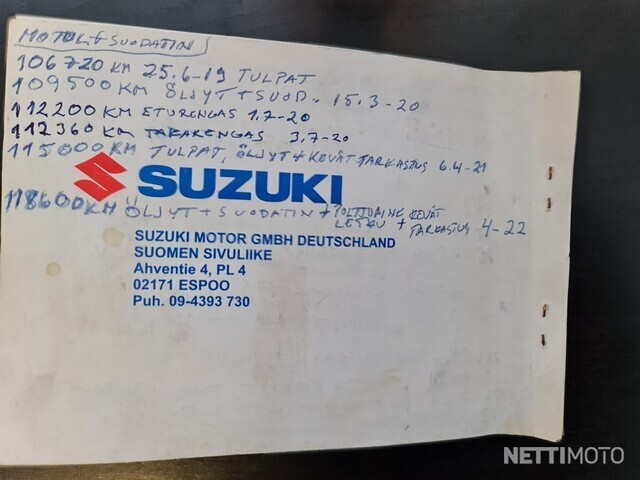 MOTUL + SUODATIN
106720 KM 25.6-19 TULPAT
109500 KM ÖLJYT + SUOD. 15.3-20
112200 KM ETURENGAS 1.7-20
112360 KM TAKARENGAS 3.7-20
115000 KM TULPAT, ÖLJYT + KEVÄT TARKASTUS 6.4-21
SUZUKI
118600 KM ÖLJYT + SUODATIN + POLTTOAINE LETKU + KEVÄT TARKASTUS 4-22
SUZUKI MOTOR GMBH DEUTSCHLAND
SUOMEN SIVULIIKE
Ahventie 4, PL 4
02171 ESPOO
Puh. 09-4393 730
NETTIMOTO